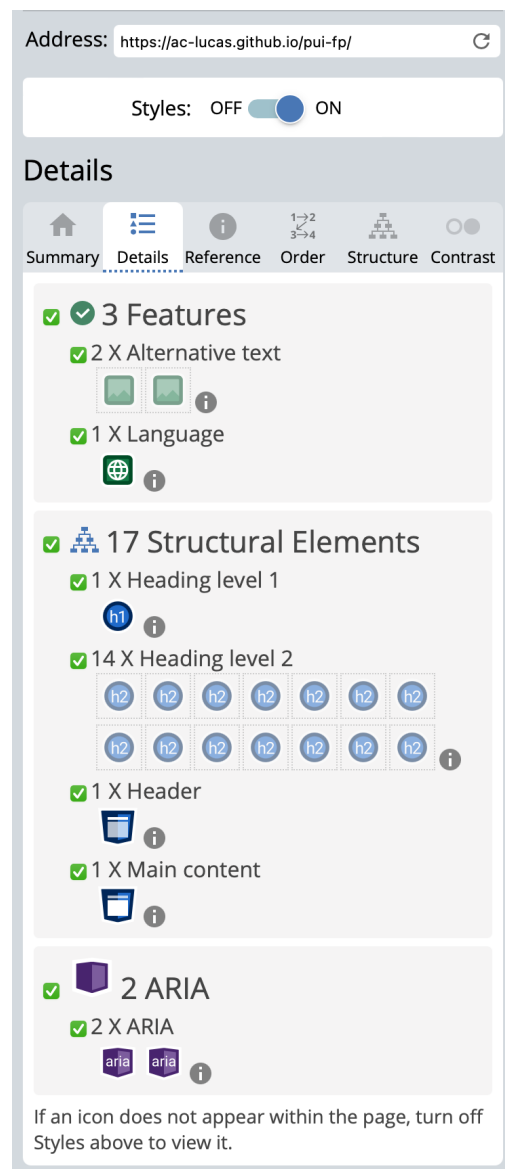 Address: https://ac-lucas.github.io/pui-fp/
Styles: OFF ON
Details
1→2
3→4
Summary Details Reference Order Structure Contrast
3 Features
2 X Alternative text
1 X Language
17 Structural Elements
1 X Heading level 1
h1
14 X Heading level 2
h2 h2 h2 h2 h2 h2 h2
h2 h2 h2 h2 h2 h2 h2
1 X Header
1 X Main content
2 ARIA
2 X ARIA
aria aria
If an icon does not appear within the page, turn off
Styles above to view it.